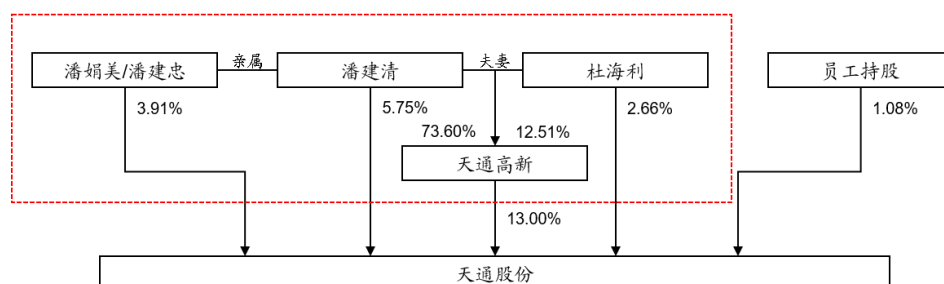 亲属
夫妻
潘娟美/潘建忠
潘建清
杜海利
员工持股
3.91%
5.75%
2.66%
1.08%
73.60%
12.51%
天通高新
13.00%
天通股份